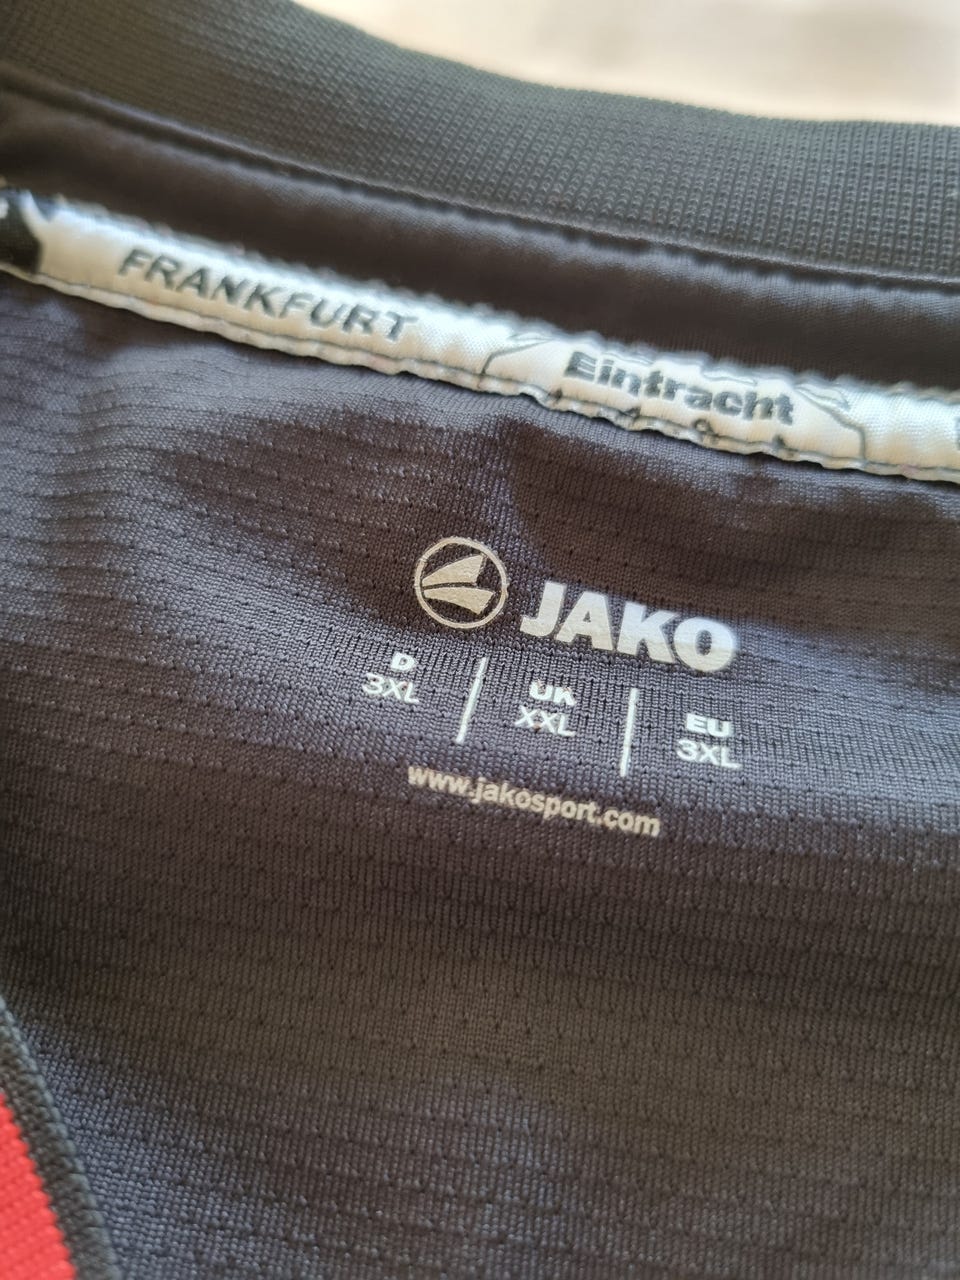 FRANKFURT
Eintracht
JAKO
D
3XL
UK
XXL
EU
3XL
www.jakosport.com